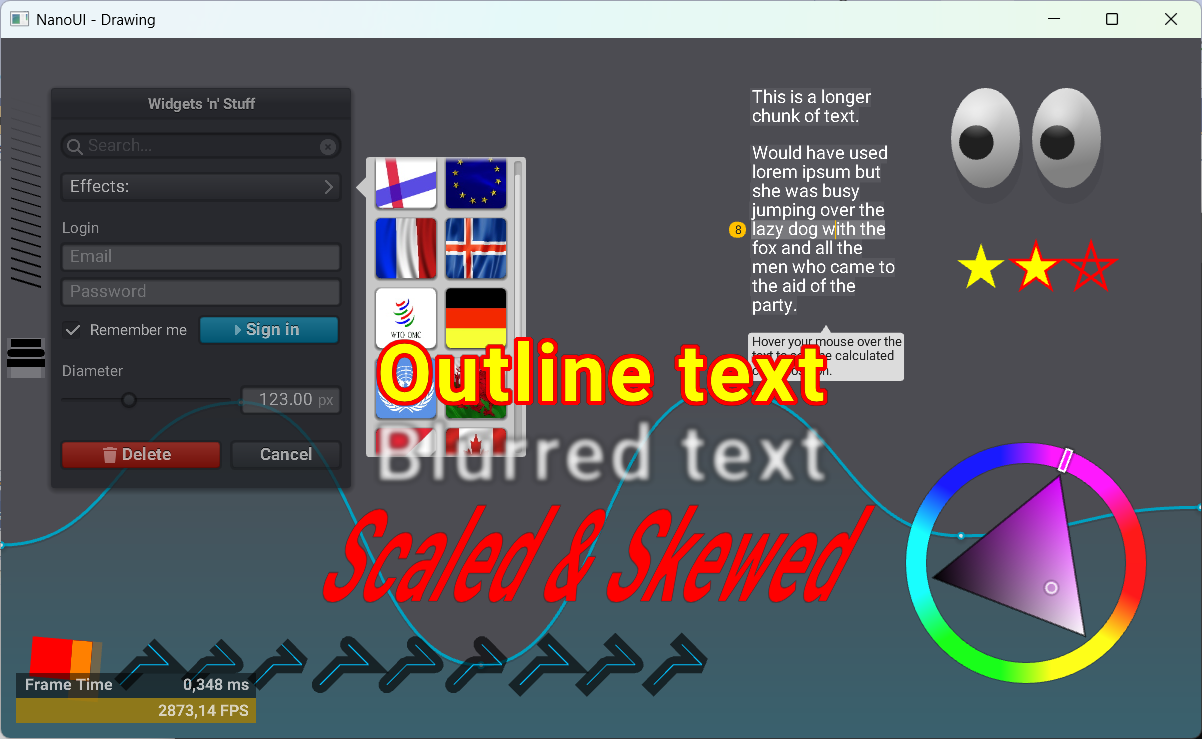 NanoUI - Drawing
Widgets 'n' Stuff
Search...
Effects:
Login
Email
Password
Remember me
Sign in
Diameter
123.00 px
Delete
Cancel
WTO OMC
This is a longer
chunk of text.
Would have used
lorem ipsum but
she was busy
jumping over the
8
lazy dog with the
fox and all the
men who came to
the aid of the
party.
Hover your mouse over the
text to see calculated
Outline text
Blurred text
Scaled & Skewed
Frame Time 0,348 ms
2873,14 FPS